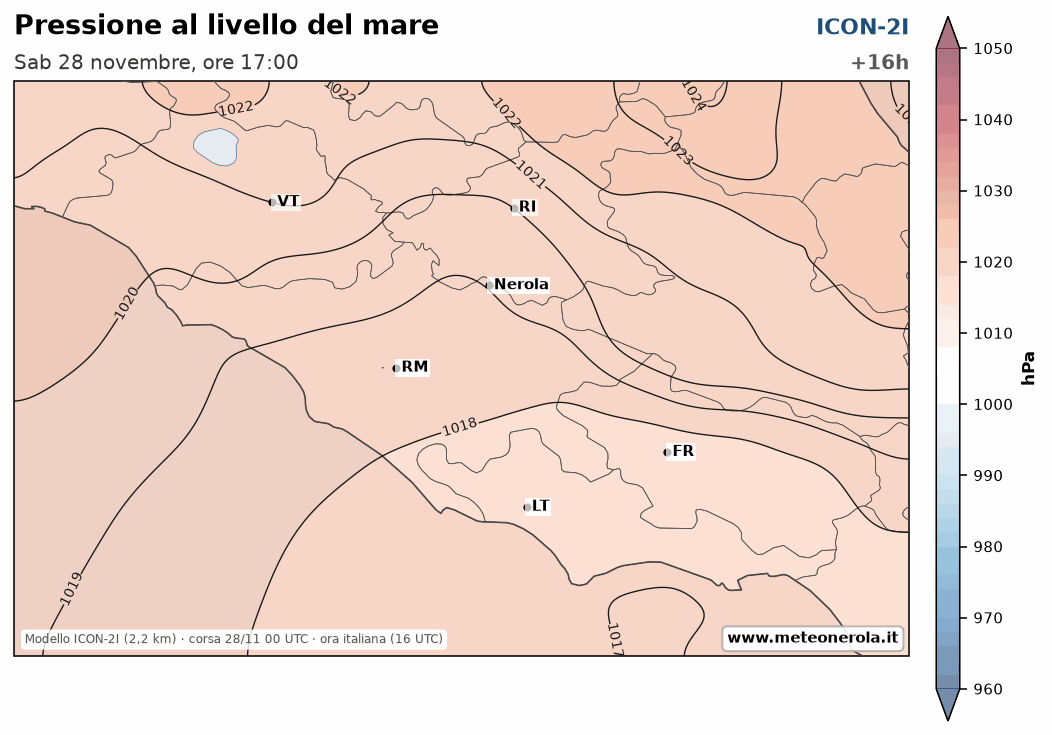 Pressione al livello del mare
ICON-2I
Sab 28 novembre, ore 17:00
+16h
1022
1022
1022
1024
10
1023
1021
VT
RI
Nerola
1020
RM
1018
FR
LT
1019
1017
Modello ICON-2I (2,2 km) · corsa 28/11 00 UTC · ora italiana (16 UTC)
www.meteonerola.it
1050
1040
1030
1020
1010
1000
990
980
970
960
hPa